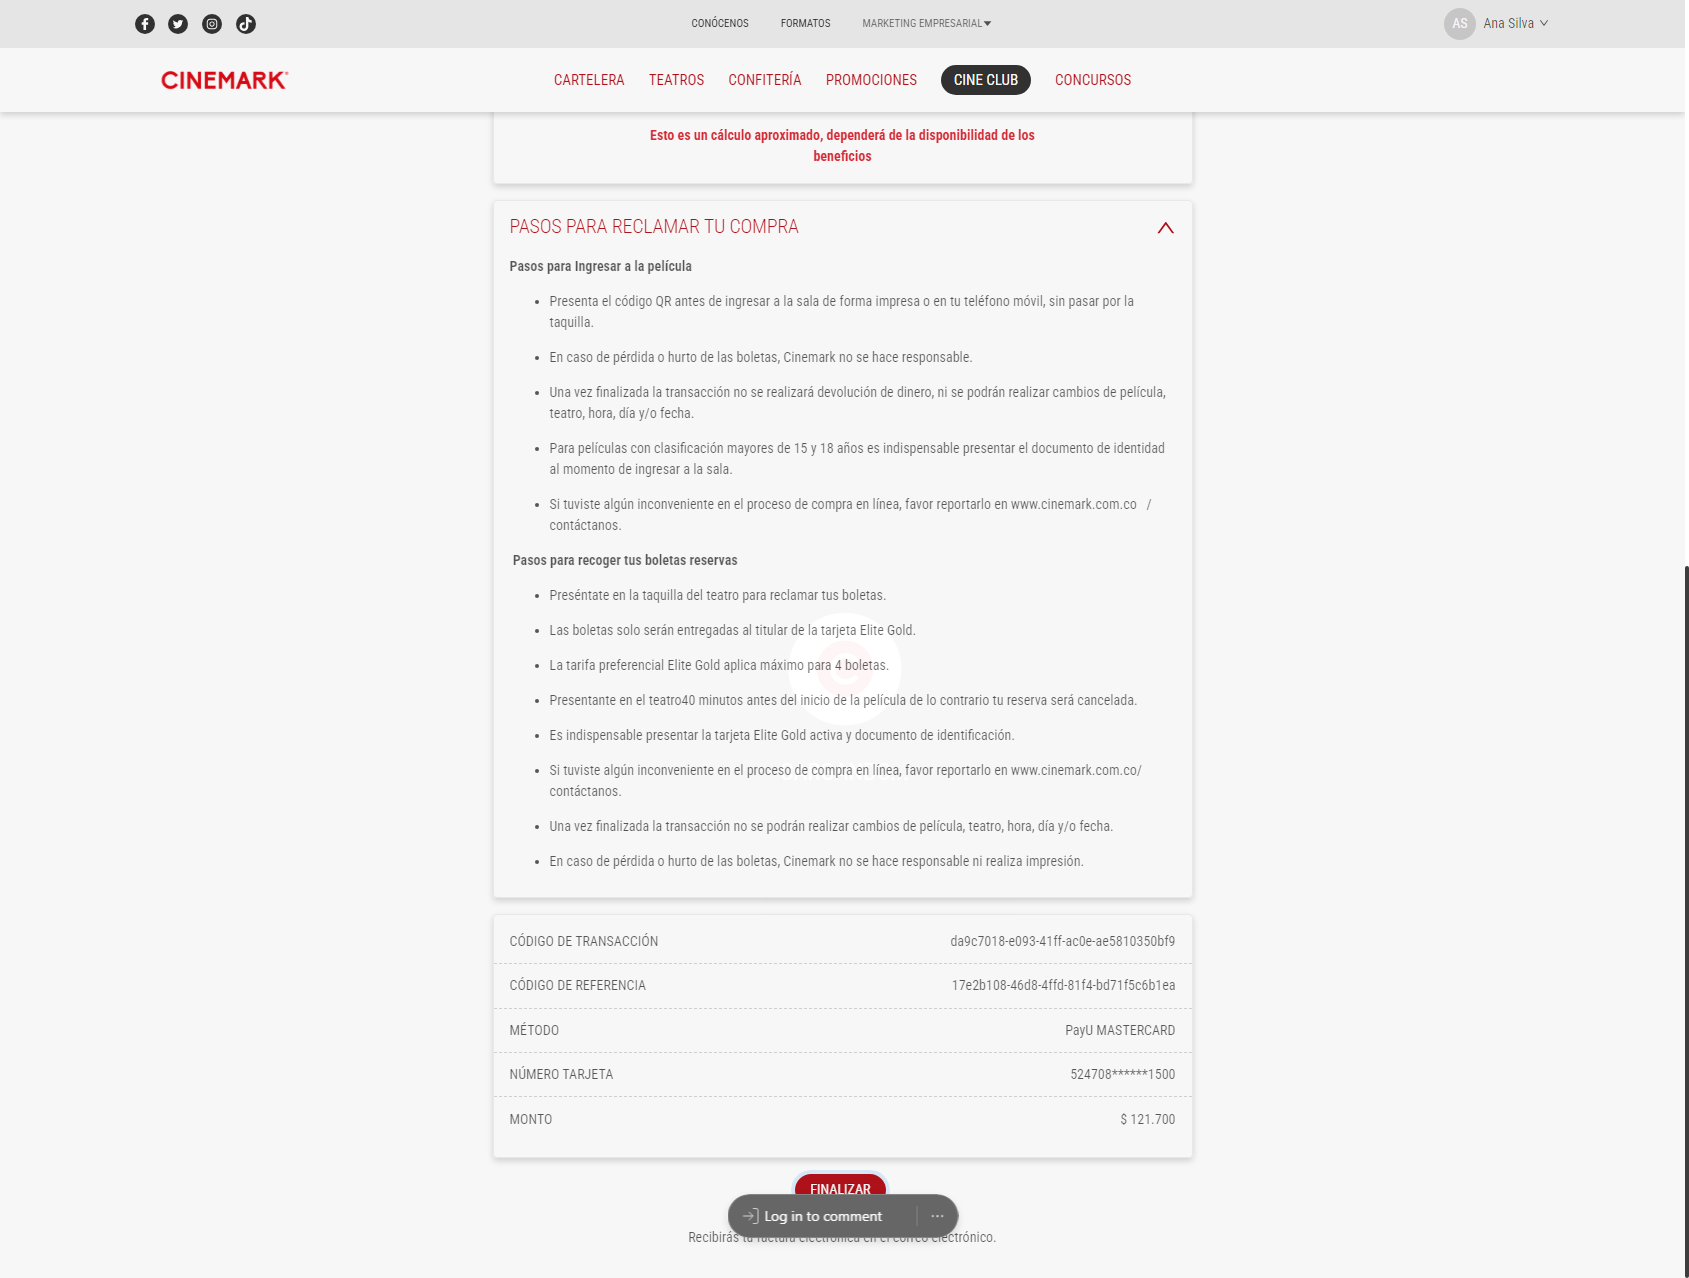 CONÓCENOS FORMATOS MARKETING EMPRESARIAL AS Ana Silva
CINEMARK CARTELERA TEATROS CONFITERÍA PROMOCIONES CINE CLUB CONCURSOS
Esto es un cálculo aproximado, dependerá de la disponibilidad de los
beneficios
PASOS PARA RECLAMAR TU COMPRA
Pasos para Ingresar a la película
• Presenta el código QR antes de ingresar a la sala de forma impresa o en tu teléfono móvil, sin pasar por la
taquilla.
• En caso de pérdida o hurto de las boletas, Cinemark no se hace responsable.
• Una vez finalizada la transacción no se realizará devolución de dinero, ni se podrán realizar cambios de película,
teatro, hora, día y/o fecha.
• Para películas con clasificación mayores de 15 y 18 años es indispensable presentar el documento de identidad
al momento de ingresar a la sala.
• Si tuviste algún inconveniente en el proceso de compra en línea, favor reportarlo en www.cinemark.com.co /
contáctanos.
Pasos para recoger tus boletas reservas
• Preséntate en la taquilla del teatro para reclamar tus boletas.
• Las boletas solo serán entregadas al titular de la tarjeta Elite Gold.
• La tarifa preferencial Elite Gold aplica máximo para 4 boletas.
• Presentante en el teatro40 minutos antes del inicio de la película de lo contrario tu reserva será cancelada.
• Es indispensable presentar la tarjeta Elite Gold activa y documento de identificación.
• Si tuviste algún inconveniente en el proceso de compra en línea, favor reportarlo en www.cinemark.com.co/
contáctanos.
• Una vez finalizada la transacción no se podrán realizar cambios de película, teatro, hora, día y/o fecha.
• En caso de pérdida o hurto de las boletas, Cinemark no se hace responsable ni realiza impresión.
CÓDIGO DE TRANSACCIÓN da9c7018-e093-41ff-ac0e-ae5810350bf9
CÓDIGO DE REFERENCIA 17e2b108-46d8-4ffd-81f4-bd71f5c6b1ea
MÉTODO PayU MASTERCARD
NÚMERO TARJETA 524708******1500
MONTO $ 121.700
FINALIZAR
Log in to comment
Recibirás tu factura electrónica en el correo electrónico.